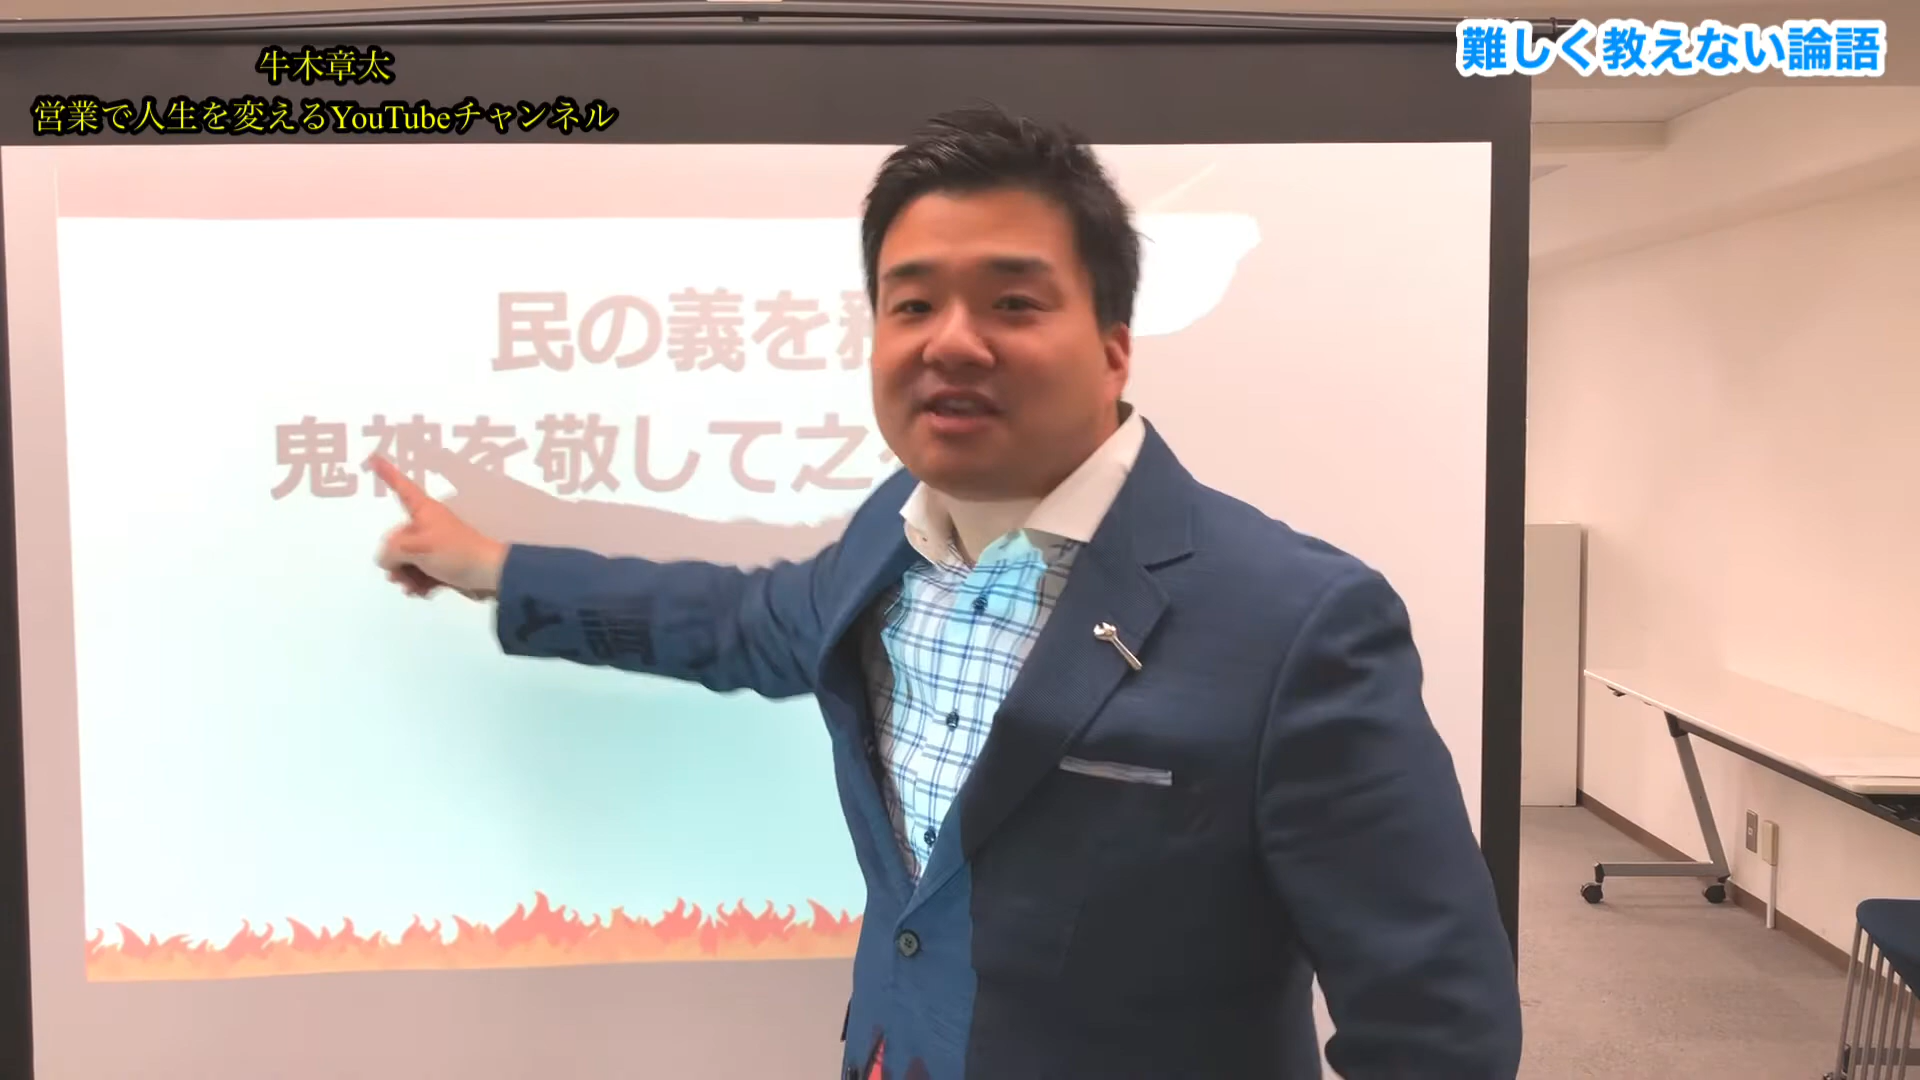 牛木章太
営業で人生を変えるYouTubeチャンネル
難しく教えない論語
民の義を務
鬼神を敬して之を